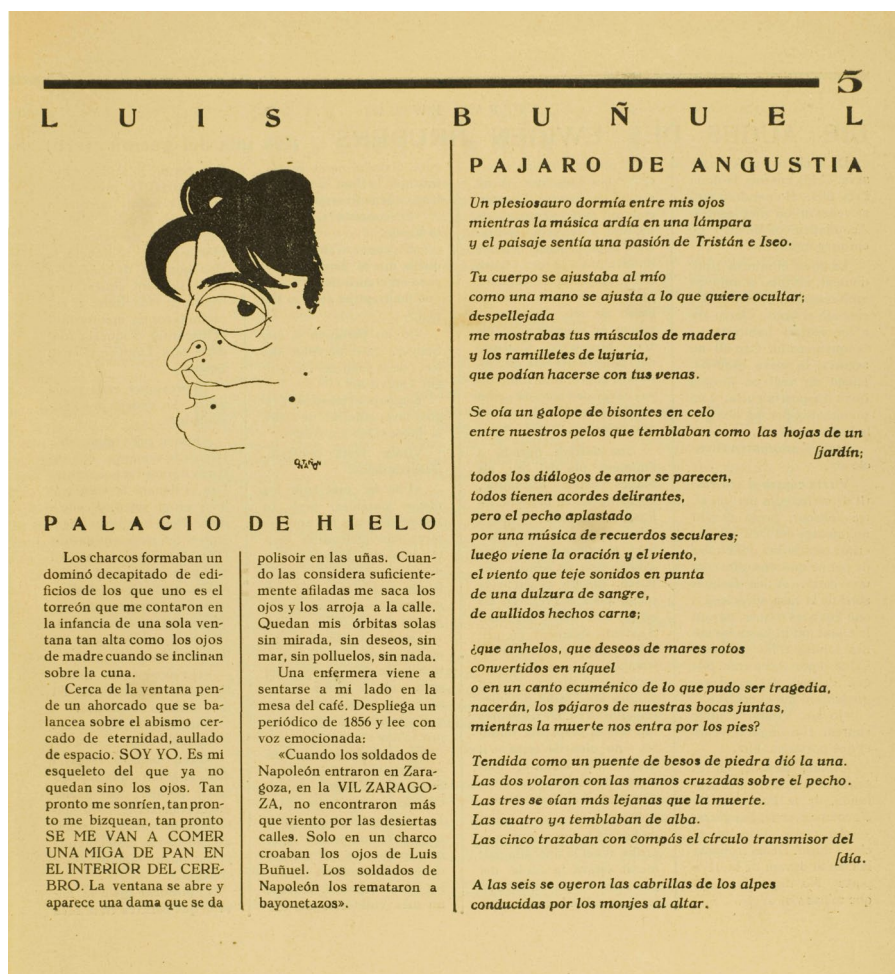 5
LUIS BUÑUEL
PALACIO DE HIELO
Los charcos formaban un
dominó decapitado de edi-
ficios de los que uno es el
torreón que me contaron en
la infancia de una sola ven-
tana tan alta como los ojos
de madre cuando se inclinan
sobre la cuna.
Cerca de la ventana pen-
de un ahorcado que se ba-
lancea sobre el abismo cer-
cado de eternidad, aullado
de espacio. SOY YO. Es mi
esqueleto del que ya no
quedan sino los ojos. Tan
pronto me sonríen, tan pron-
to me bizquean, tan pronto
SE ME VAN A COMER
UNA MIGA DE PAN EN
EL INTERIOR DEL CERE-
BRO. La ventana se abre y
aparece una dama que se da
polisoir en las uñas. Cuan-
do las considera suficiente-
mente afiladas me saca los
ojos y los arroja a la calle.
Quedan mis órbitas solas
sin mirada, sin deseos, sin
mar, sin polluelos, sin nada.
Una enfermera viene a
sentarse a mi lado en la
mesa del café. Despliega un
periódico de 1856 y lee con
voz emocionada:
«Cuando los soldados de
Napoleón entraron en Zara-
goza, en la VIL ZARAGO-
ZA, no encontraron más
que viento por las desiertas
calles. Solo en un charco
croaban los ojos de Luis
Buñuel. Los soldados de
Napoleón los remataron a
bayonetazos».
PAJARO DE ANGUSTIA
Un plesiosauro dormía entre mis ojos
mientras la música ardía en una lámpara
y el paisaje sentía una pasión de Tristán e Iseo.
Tu cuerpo se ajustaba al mío
como una mano se ajusta a lo que quiere ocultar;
despellejada
me mostrabas tus músculos de madera
y los ramilletes de lujuria,
que podían hacerse con tus venas.
Se oía un galope de bisontes en celo
entre nuestros pelos que temblaban como las hojas de un
[jardín;
todos los diálogos de amor se parecen,
todos tienen acordes delirantes,
pero el pecho aplastado
por una música de recuerdos seculares;
luego viene la oración y el viento,
el viento que teje sonidos en punta
de una dulzura de sangre,
de aullidos hechos carne;
¿que anhelos, que deseos de mares rotos
convertidos en níquel
o en un canto ecuménico de lo que pudo ser tragedia,
nacerán, los pájaros de nuestras bocas juntas,
mientras la muerte nos entra por los pies?
Tendida como un puente de besos de piedra dió la una.
Las dos volaron con las manos cruzadas sobre el pecho.
Las tres se oían más lejanas que la muerte.
Las cuatro ya temblaban de alba.
Las cinco trazaban con compás el círculo transmisor del
[día.
A las seis se oyeron las cabrillas de los alpes
conducidas por los monjes al altar.